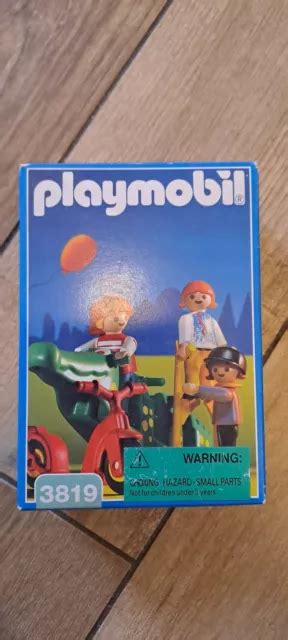 playmobil®
WARNING:
CHOKING HAZARD-SMALL PARTS
Not for children under 3 years
3819